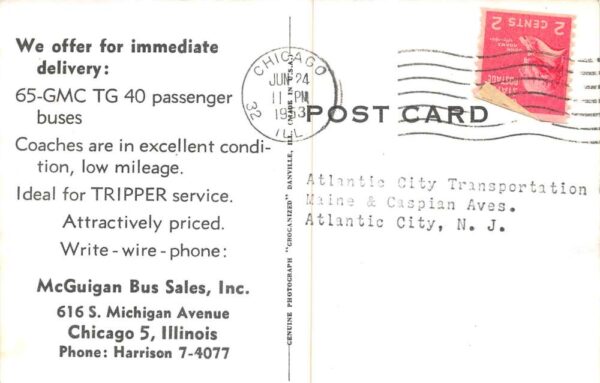 We offer for immediate
delivery:
65-GMC TG 40 passenger
buses
Coaches are in excellent condi-
tion, low mileage.
Ideal for TRIPPER service.
Attractively priced.
Write-wire-phone:
McGuigan Bus Sales, Inc.
616 S. Michigan Avenue
Chicago 5, Illinois
Phone: Harrison 7-4077
GENUINE PHOTOGRAPH "GROGANIZED" DANVILLE, ILL. (MADE IN U.S.A.)
CHICAGO
JUN 24
11 PM
1953
ILL
32
2 CENTS 2
POST CARD
Atlantic City Transportation
Maine & Caspian Aves.
Atlantic City, N. J.